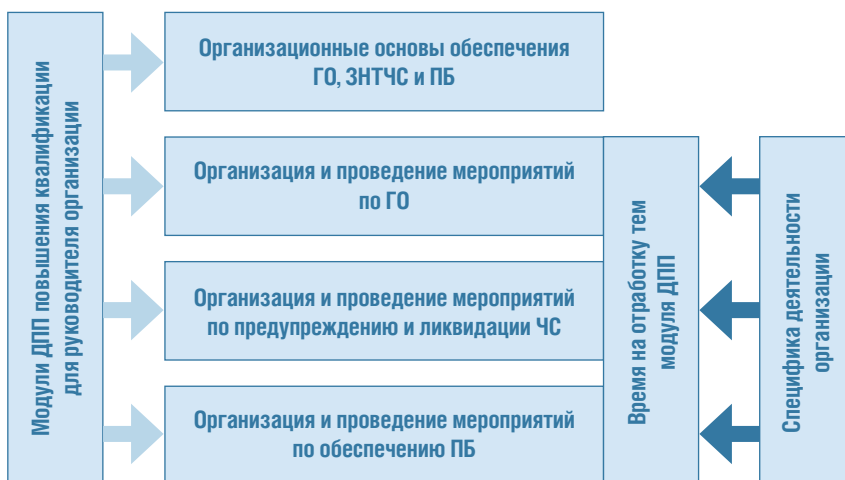 Модули ДПП повышения квалификации
для руководителя организации
Организационные основы обеспечения
ГО, ЗНТЧС и ПБ
Организация и проведение мероприятий
по ГО
Организация и проведение мероприятий
по предупреждению и ликвидации ЧС
Организация и проведение мероприятий
по обеспечению ПБ
Время на отработку тем
модуля ДПП
Специфика деятельности
организации